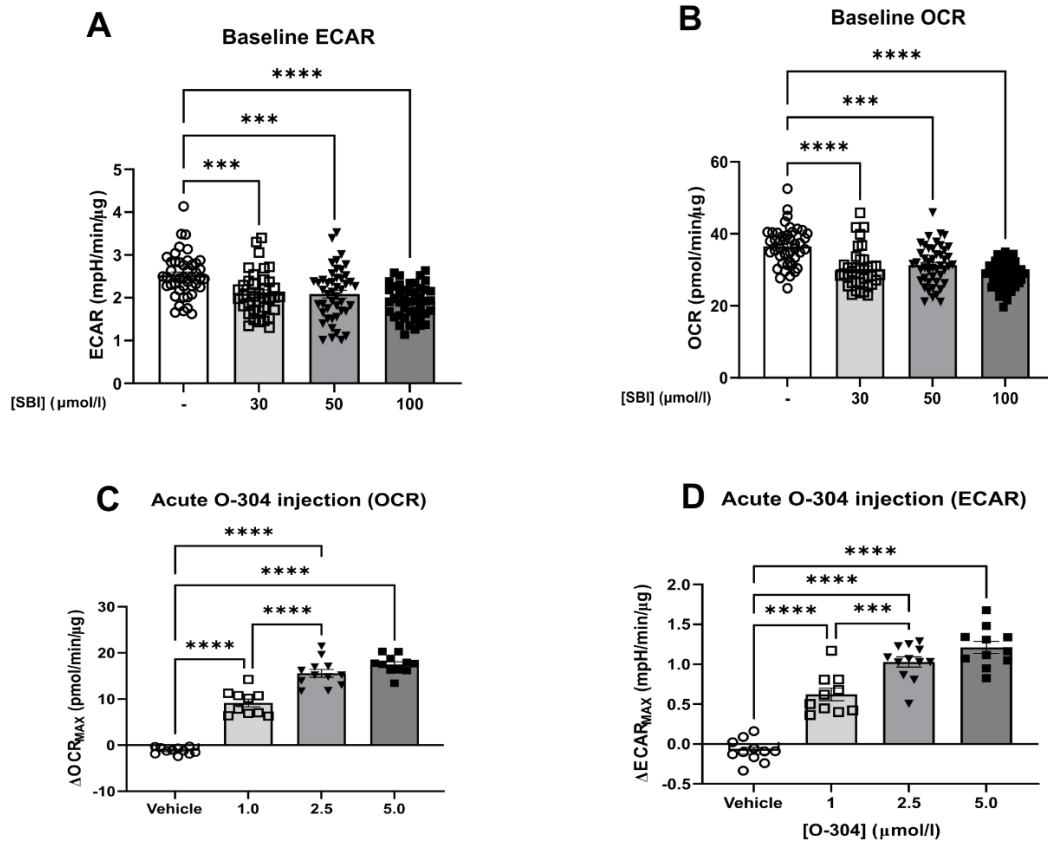 A
Baseline ECAR
****
***
***
ECAR (mpH/min/µg)
5
4
3
2
1
0
[SBI] (µmol/l)
- 30 50 100
B
Baseline OCR
****
***
****
OCR (pmol/min/µg)
60
40
20
0
[SBI] (µmol/l)
- 30 50 100
C
Acute O-304 injection (OCR)
****
****
****
****
ΔOCRMAX (pmol/min/µg)
30
20
10
0
-10
Vehicle 1.0 2.5 5.0
D
Acute O-304 injection (ECAR)
****
****
****
***
ΔECARMAX (mpH/min/µg)
2.0
1.5
1.0
0.5
0.0
-0.5
Vehicle 1 2.5 5.0
[O-304] (µmol/l)